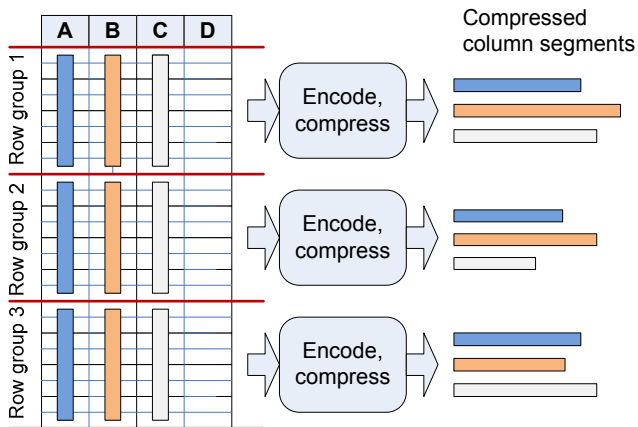 A B C D
Compressed
column segments
Row group 1
Encode,
compress
Row group 2
Encode,
compress
Row group 3
Encode,
compress